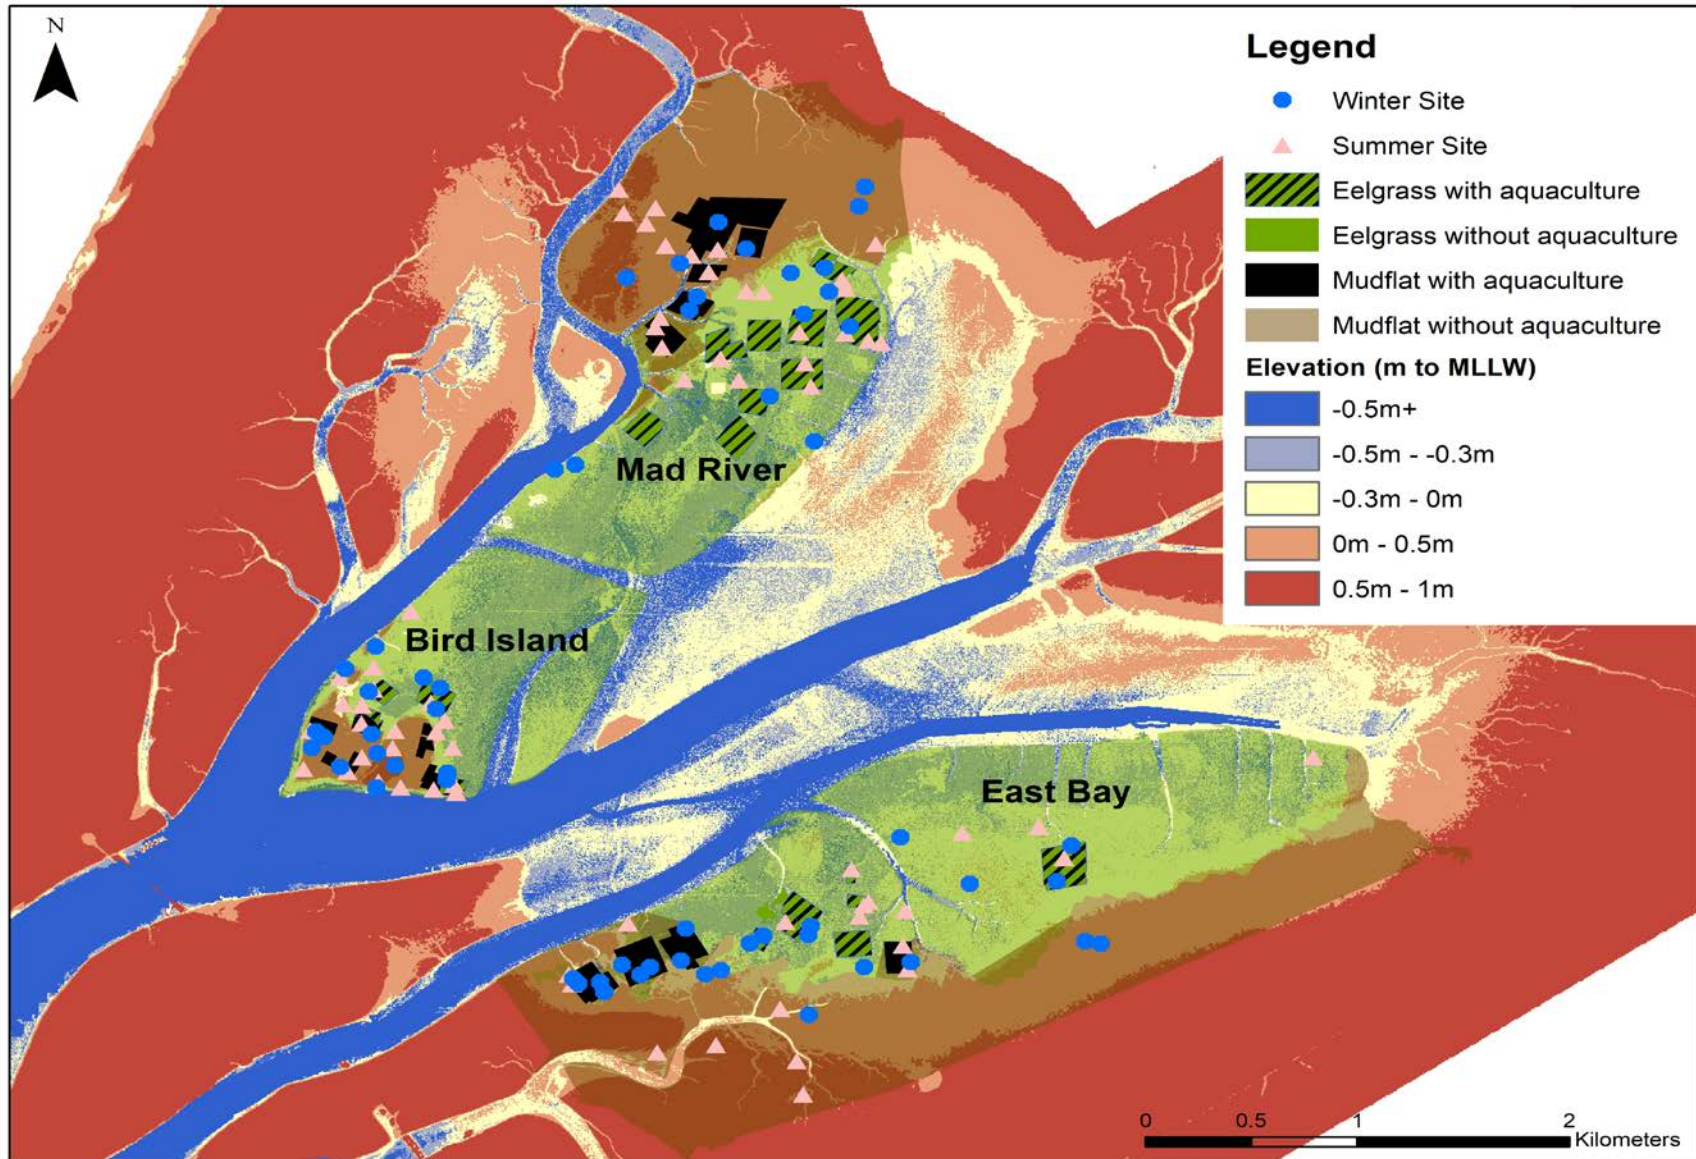 N
Legend
Winter Site
Summer Site
Eelgrass with aquaculture
Eelgrass without aquaculture
Mudflat with aquaculture
Mudflat without aquaculture
Elevation (m to MLLW)
-0.5m+
-0.5m - -0.3m
-0.3m - 0m
0m - 0.5m
0.5m - 1m
Mad River
Bird Island
East Bay
0 0.5 1 2
Kilometers